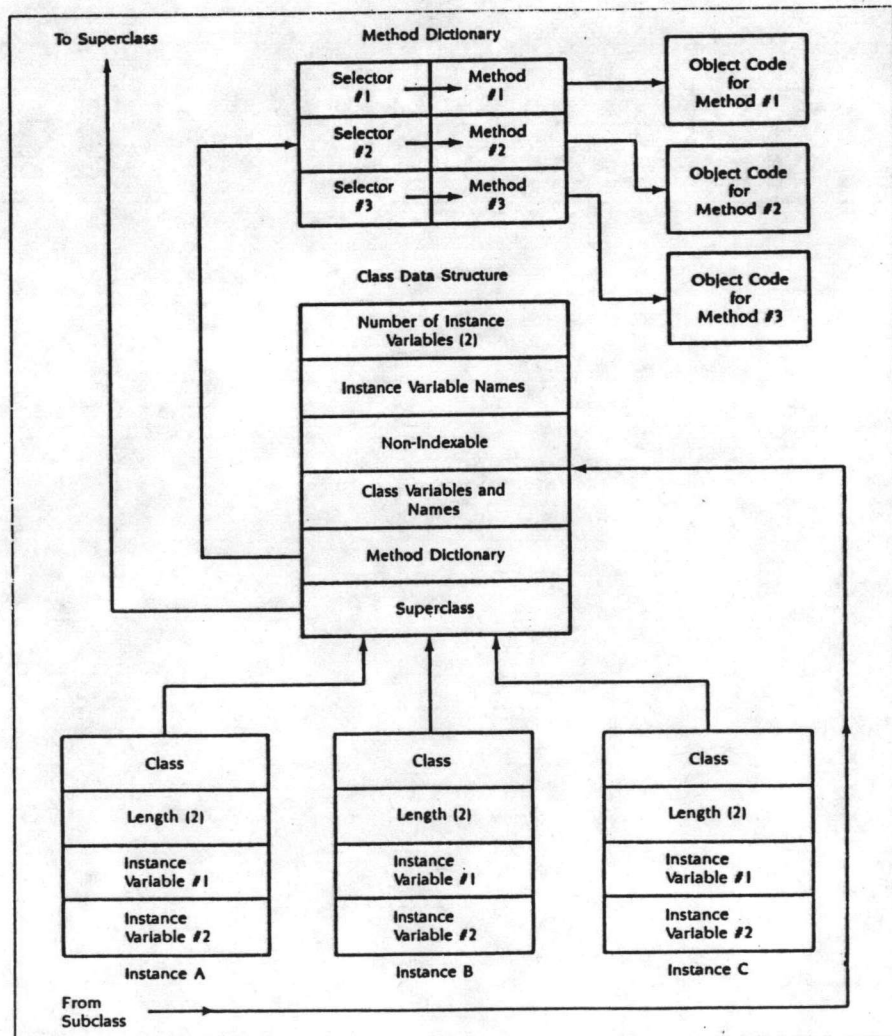 To Superclass
Method Dictionary
Selector
#1
Method
#1
Selector
#2
Method
#2
Selector
#3
Method
#3
Object Code
for
Method #1
Object Code
for
Method #2
Object Code
for
Method #3
Class Data Structure
Number of Instance
Variables (2)
Instance Variable Names
Non-Indexable
Class Variables and
Names
Method Dictionary
Superclass
Class
Length (2)
Instance
Variable #1
Instance
Variable #2
Instance A
Class
Length (2)
Instance
Variable #1
Instance
Variable #2
Instance B
Class
Length (2)
Instance
Variable #1
Instance
Variable #2
Instance C
From
Subclass